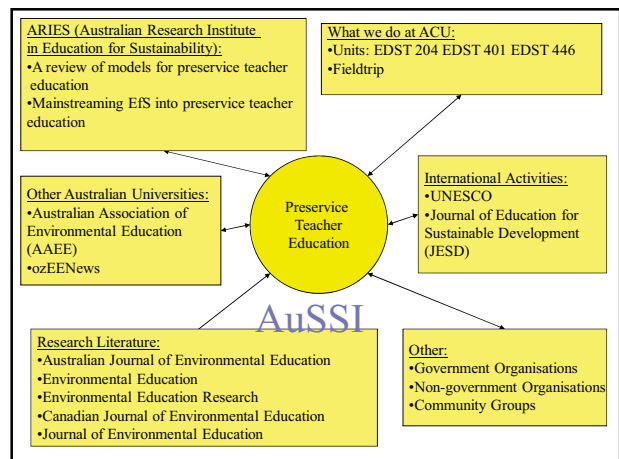 ARIES (Australian Research Institute
in Education for Sustainability):
•A review of models for preservice teacher
education
•Mainstreaming EfS into preservice teacher
education
What we do at ACU:
•Units: EDST 204 EDST 401 EDST 446
•Fieldtrip
Other Australian Universities:
•Australian Association of
Environmental Education
(AAEE)
•ozEENews
Preservice
Teacher
Education
International Activities:
•UNESCO
•Journal of Education for
Sustainable Development
(JESD)
AuSSI
Research Literature:
•Australian Journal of Environmental Education
•Environmental Education
•Environmental Education Research
•Canadian Journal of Environmental Education
•Journal of Environmental Education
Other:
•Government Organisations
•Non-government Organisations
•Community Groups